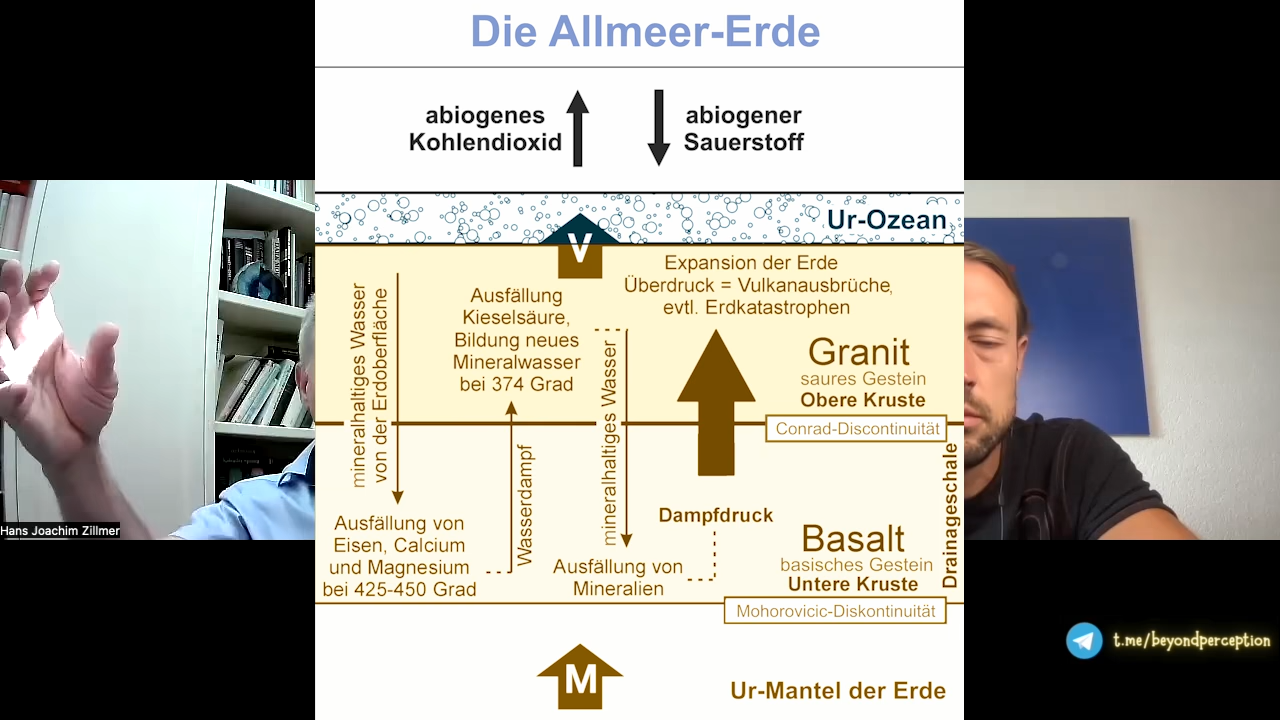 Die Allmeer-Erde
abiogenes
Kohlendioxid
abiogener
Sauerstoff
Ur-Ozean
V
Expansion der Erde
Überdruck = Vulkanausbrüche,
evtl. Erdkatastrophen
mineralhaltiges Wasser
von der Erdoberfläche
Ausfällung
Kieselsäure,
Bildung neues
Mineralwasser
bei 374 Grad
mineralhaltiges Wasser
Granit
saures Gestein
Obere Kruste
Conrad-Discontinuität
Wasserdampf
Drainageschale
Dampfdruck
Ausfällung von
Eisen, Calcium
und Magnesium
bei 425-450 Grad
Ausfällung von
Mineralien
Basalt
basisches Gestein
Untere Kruste
Mohorovicic-Diskontinuität
M
Ur-Mantel der Erde
Hans Joachim Zillmer
t.me/beyondperception